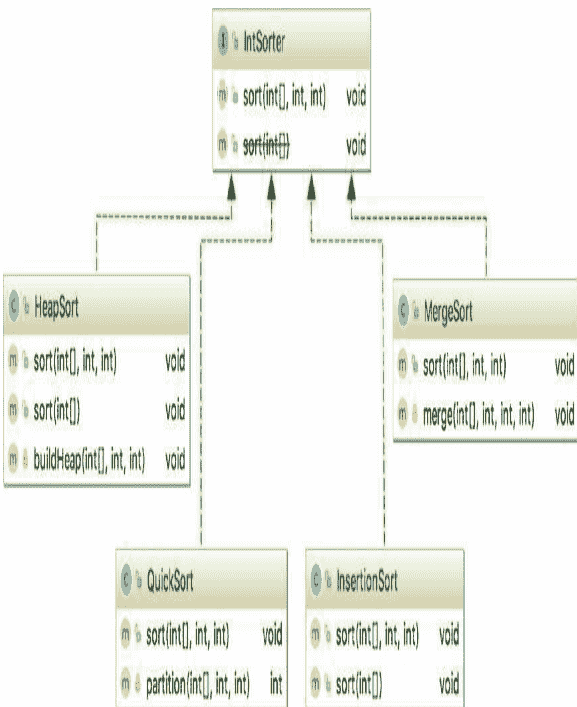 I IntSorter
m sort(int[], int, int) void
m sort(int[]) void
C HeapSort
m sort(int[], int, int) void
m sort(int[]) void
m buildHeap(int[], int, int) void
C MergeSort
m sort(int[], int, int) void
m merge(int[], int, int, int) void
C QuickSort
m sort(int[], int, int) void
m partition(int[], int, int) int
C InsertionSort
m sort(int[], int, int) void
m sort(int[]) void